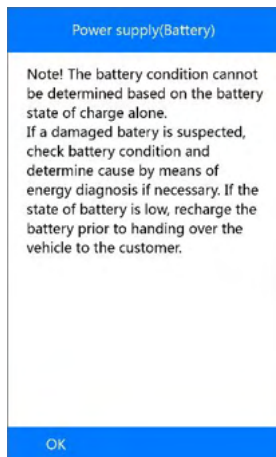 Power supply(Battery)
Note! The battery condition cannot
be determined based on the battery
state of charge alone.
If a damaged batery is suspected,
check battery condition and
determine cause by means of
energy diagnosis if necessary. If the
state of battery is low, recharge the
battery prior to handing over the
vehicle to the customer.
OK